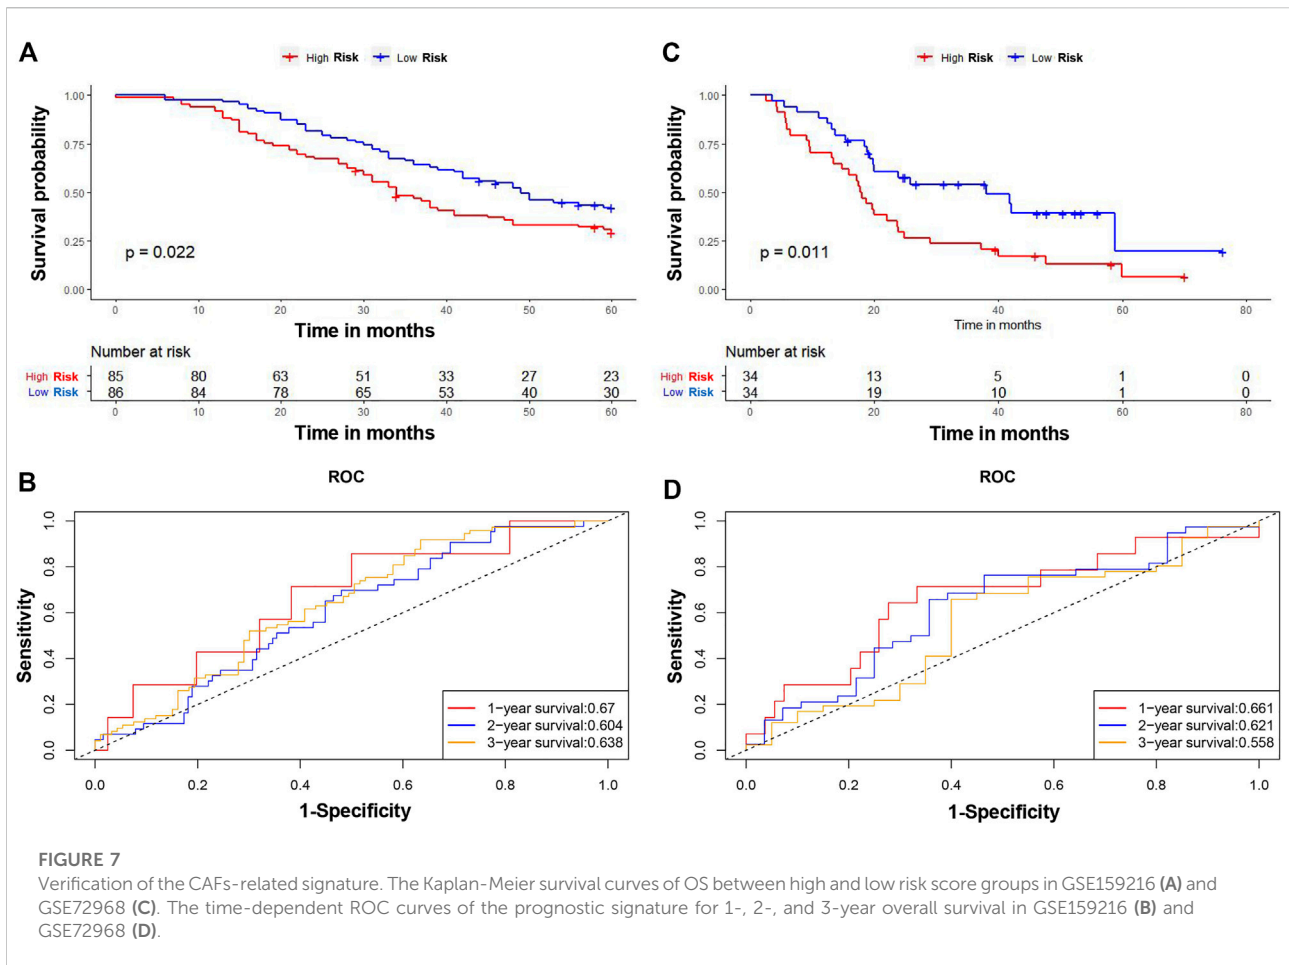 A
High Risk Low Risk
1.00
0.75
0.50
0.25
0.00
Survival probability
p = 0.022
0 10 20 30 40 50 60
Time in months
Number at risk
High Risk 85 80 63 51 33 27 23
Low Risk 86 84 78 65 53 40 30
0 10 20 30 40 50 60
Time in months
C
High Risk Low Risk
1.00
0.75
0.50
0.25
0.00
Survival probability
p = 0.011
0 20 40 60 80
Time in months
Number at risk
High Risk 34 13 5 1 0
Low Risk 34 19 10 1 0
0 20 40 60 80
Time in months
B
ROC
1.0
0.8
0.6
0.4
0.2
0.0
Sensitivity
1-year survival:0.67
2-year survival:0.604
3-year survival:0.638
0.0 0.2 0.4 0.6 0.8 1.0
1-Specificity
D
ROC
1.0
0.8
0.6
0.4
0.2
0.0
Sensitivity
1-year survival:0.661
2-year survival:0.621
3-year survival:0.558
0.0 0.2 0.4 0.6 0.8 1.0
1-Specificity
FIGURE 7
Verification of the CAFs-related signature. The Kaplan-Meier survival curves of OS between high and low risk score groups in GSE159216 (A) and
GSE72968 (C). The time-dependent ROC curves of the prognostic signature for 1-, 2-, and 3-year overall survival in GSE159216 (B) and
GSE72968 (D).